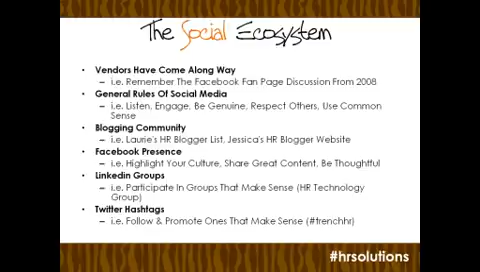 The Social Ecosystem
• Vendors Have Come Along Way
– i.e. Remember The Facebook Fan Page Discussion From 2008
• General Rules Of Social Media
– i.e. Listen, Engage, Be Genuine, Respect Others, Use Common
Sense
• Blogging Community
– i.e. Laurie's HR Blogger List, Jessica's HR Blogger Website
• Facebook Presence
– i.e. Highlight Your Culture, Share Great Content, Be Thoughtful
• Linkedin Groups
– i.e. Participate In Groups That Make Sense (HR Technology
Group)
• Twitter Hashtags
– i.e. Follow & Promote Ones That Make Sense (#trenchhr)
#hrsolutions